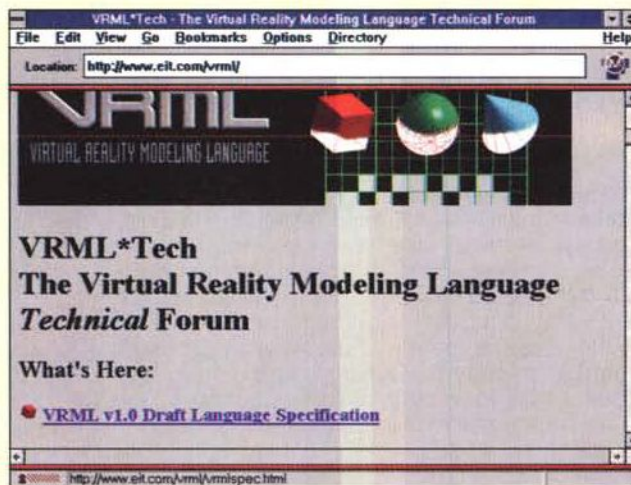 VRML*Tech - The Virtual Reality Modeling Language Technical Forum
File Edit View Go Bookmarks Options Directory Help
Location: http://www.eit.com/vrml/
VRML
VIRTUAL REALITY MODELING LANGUAGE
VRML*Tech
The Virtual Reality Modeling Language
Technical Forum
What's Here:
VRML v1.0 Draft Language Specification
http://www.eit.com/vrml/vrmlspec.html